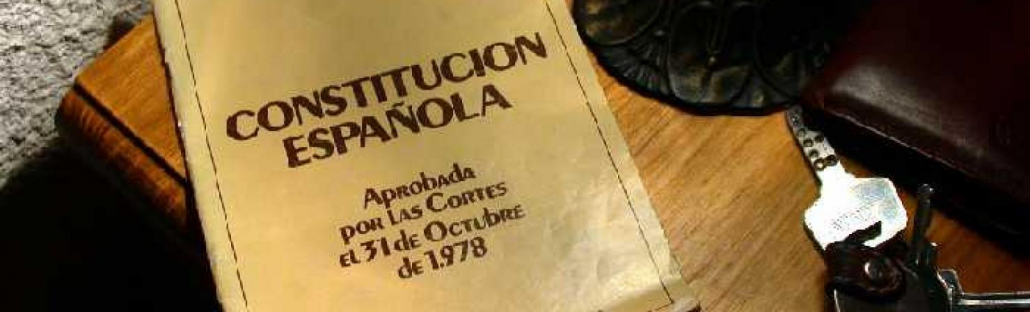 CONSTITUCION
ESPAÑOLA
Aprobada
por las Cortes
el 31 de Octubre
de 1.978